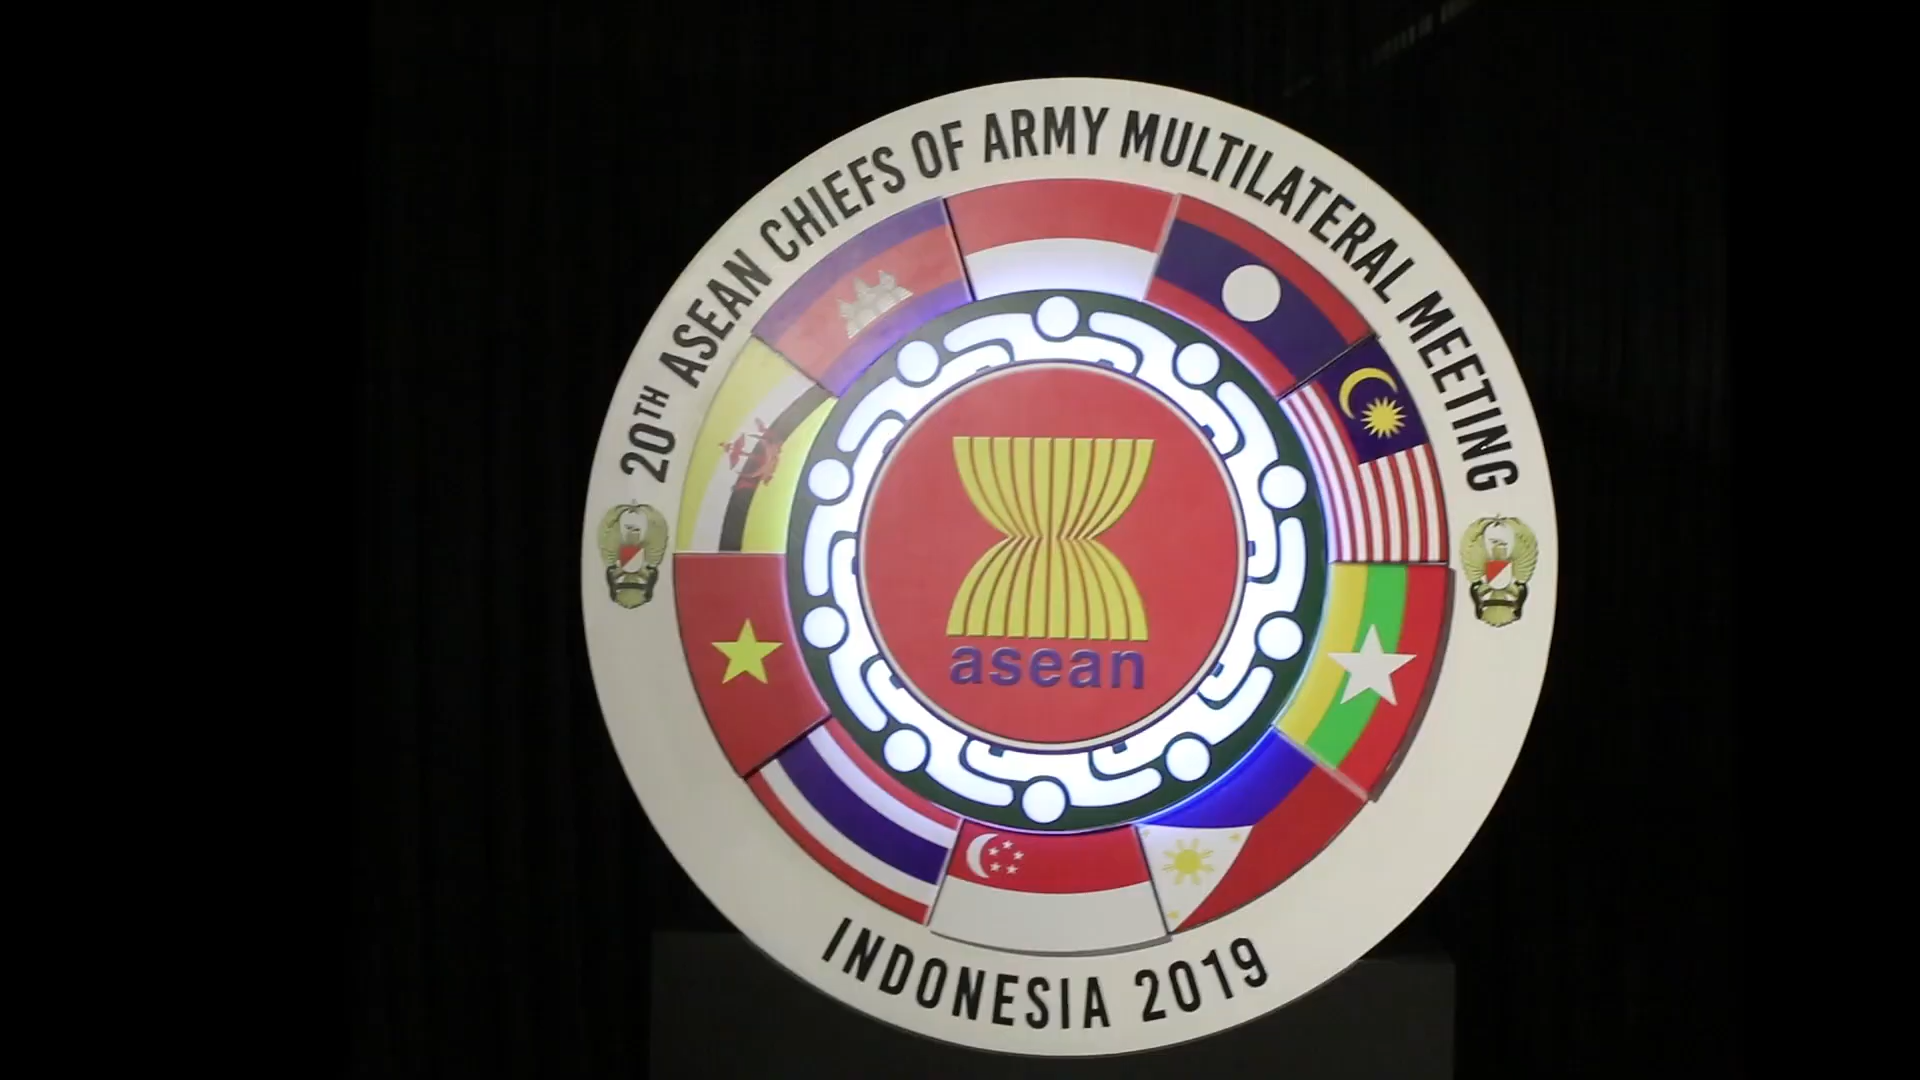 20TH ASEAN CHIEFS OF ARMY MULTILATERAL MEETING
asean
INDONESIA 2019